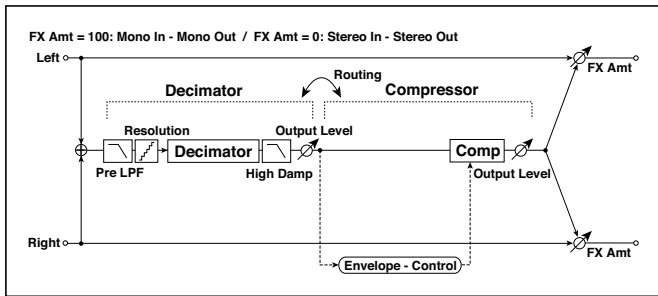 FX Amt = 100: Mono In - Mono Out / FX Amt = 0: Stereo In - Stereo Out
Left
FX Amt
Routing
Decimator
Compressor
Resolution
Output Level
Decimator
Comp
Pre LPF
High Damp
Output Level
Right
FX Amt
Envelope - Control